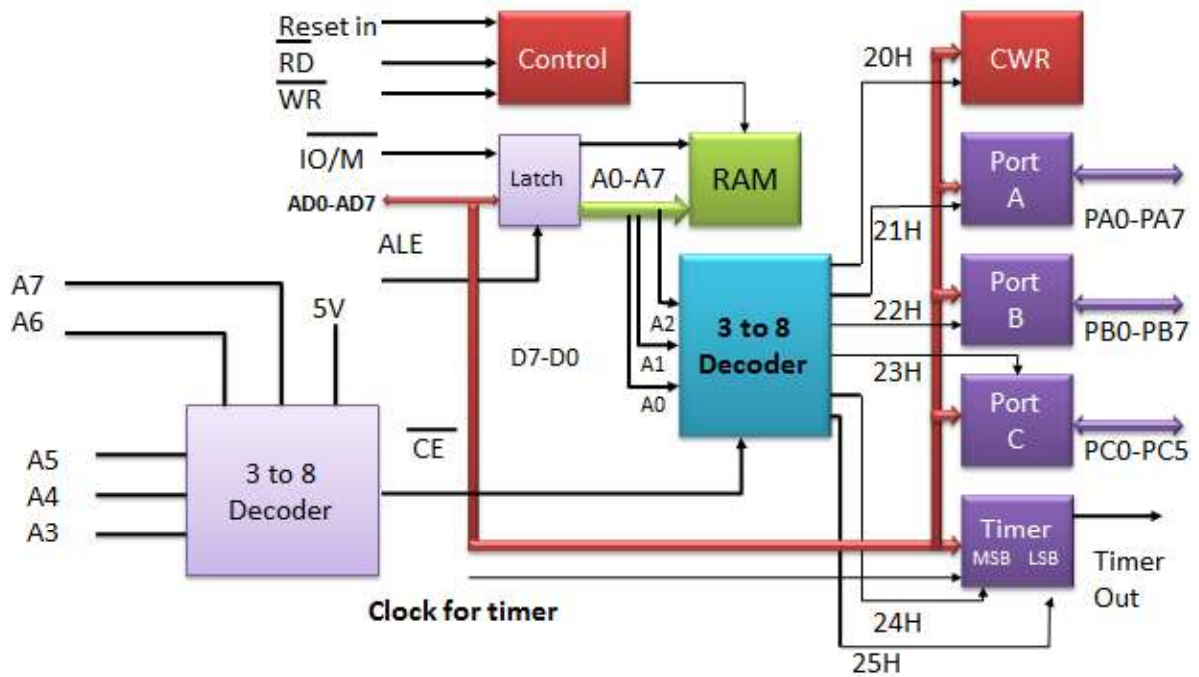 Reset in
RD
WR
Control
20H
CWR
IO/M
AD0-AD7
Latch
A0-A7
RAM
Port
A
PA0-PA7
21H
ALE
A7
A6
5V
D7-D0
A2
A1
A0
3 to 8
Decoder
22H
Port
B
PB0-PB7
23H
Port
C
PC0-PC5
A5
A4
A3
3 to 8
Decoder
CE
Timer
MSB LSB
Timer
Out
Clock for timer
24H
25H